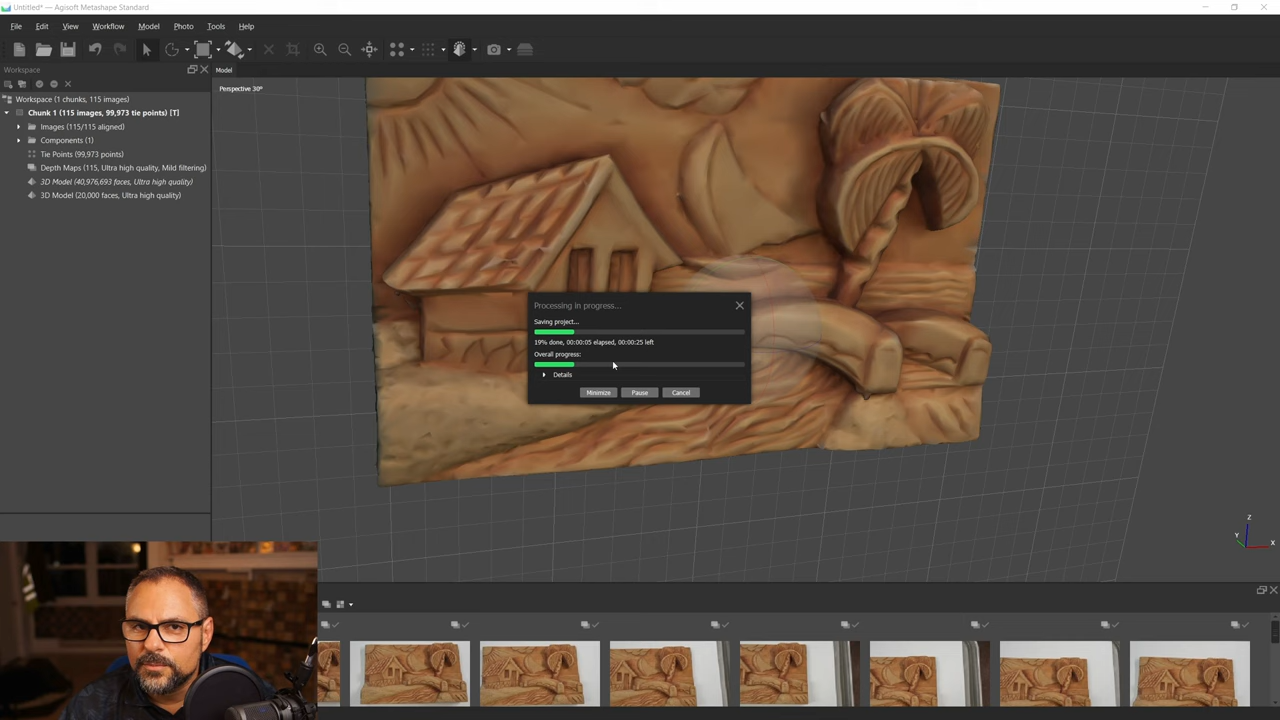 Untitled* — Agisoft Metashape Standard
File Edit View Workflow Model Photo Tools Help
Workspace
Model
Perspective 30°
Workspace (1 chunks, 115 images)
Chunk 1 (115 images, 99,973 tie points) [T]
Images (115/115 aligned)
Components (1)
Tie Points (99,973 points)
Depth Maps (115, Ultra high quality, Mild filtering)
3D Model (40,976,693 faces, Ultra high quality)
3D Model (20,000 faces, Ultra high quality)
Processing in progress...
Saving project...
19% done, 00:00:05 elapsed, 00:00:25 left
Overall progress:
Details
Minimize Pause Cancel
Z
Y
X